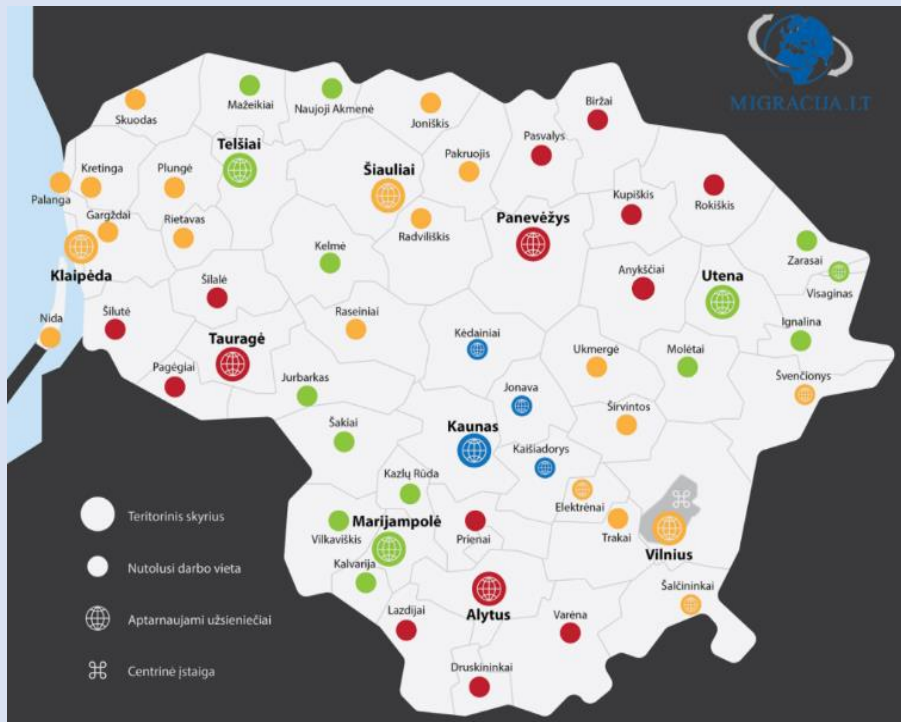 MIGRACIJA.LT
Mažeikiai
Naujoji Akmenė
Skuodas
Joniškis
Biržai
Pasvalys
Telšiai
Pakruojis
Kretinga
Plungė
Šiauliai
Kupiškis
Rokiškis
Palanga
Gargždai
Rietavas
Radviliškis
Panevėžys
Kelmė
Zarasai
Klaipėda
Šilalė
Anykščiai
Utena
Visaginas
Nida
Šilutė
Raseiniai
Ignalina
Tauragė
Kėdainiai
Ukmergė
Molėtai
Pagėgiai
Jurbarkas
Jonava
Švenčionys
Šakiai
Kaunas
Širvintos
Kaišiadorys
Kazlų Rūda
Elektrėnai
Teritorinis skyrius
Marijampolė
Vilkaviškis
Prienai
Trakai
Vilnius
Nutolusi darbo vieta
Kalvarija
Šalčininkai
Aptarnaujami užsieniečiai
Lazdijai
Alytus
Varėna
Centrinė įstaiga
Druskininkai